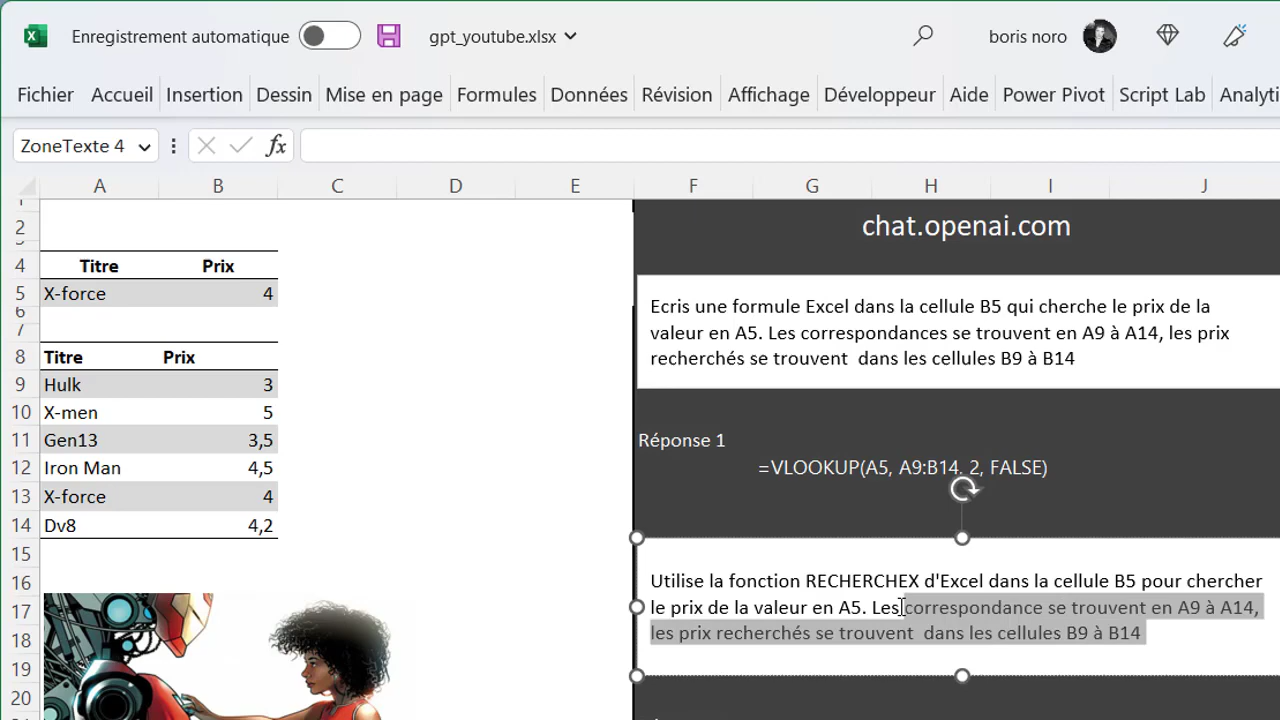 Enregistrement automatique gpt_youtube.xlsx boris noro
Fichier Accueil Insertion Dessin Mise en page Formules Données Révision Affichage Développeur Aide Power Pivot Script Lab Analyti
ZoneTexte 4 fx
A B C D E F G H I J
2 chat.openai.com
4 Titre Prix
5 X-force 4
6
7
8 Titre Prix
9 Hulk 3
10 X-men 5
11 Gen13 3,5
12 Iron Man 4,5
13 X-force 4
14 Dv8 4,2
15
16
17
18
19
20
Ecris une formule Excel dans la cellule B5 qui cherche le prix de la
valeur en A5. Les correspondances se trouvent en A9 à A14, les prix
recherchés se trouvent dans les cellules B9 à B14
Réponse 1
=VLOOKUP(A5, A9:B14, 2, FALSE)
Utilise la fonction RECHERCHEX d'Excel dans la cellule B5 pour chercher
le prix de la valeur en A5. Les correspondance se trouvent en A9 à A14,
les prix recherchés se trouvent dans les cellules B9 à B14